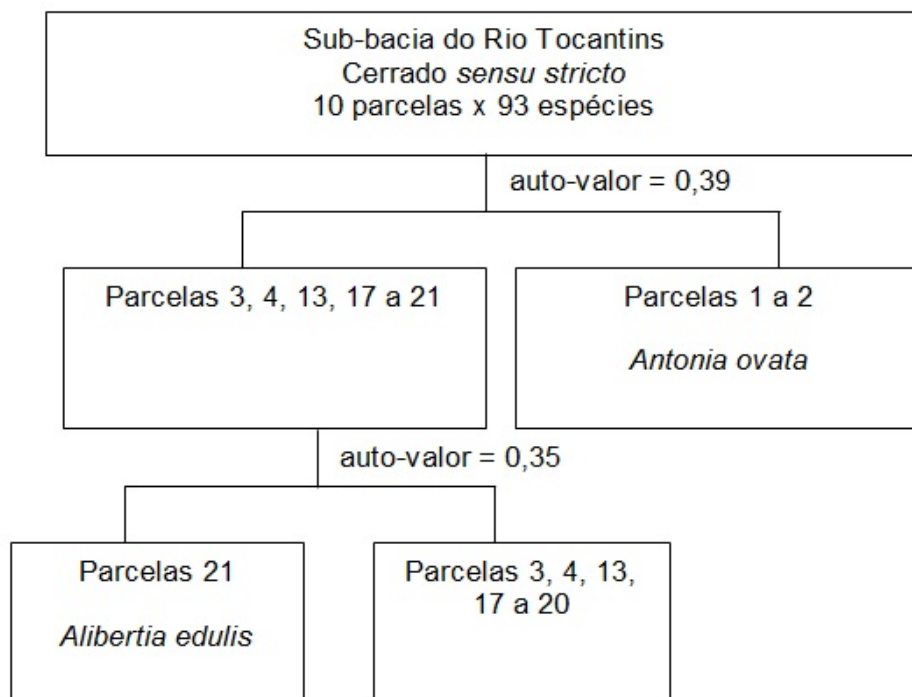 Sub-bacia do Rio Tocantins
Cerrado sensu stricto
10 parcelas x 93 espécies
auto-valor = 0,39
Parcelas 3, 4, 13, 17 a 21
Parcelas 1 a 2
Antonia ovata
auto-valor = 0,35
Parcelas 21
Alibertia edulis
Parcelas 3, 4, 13,
17 a 20